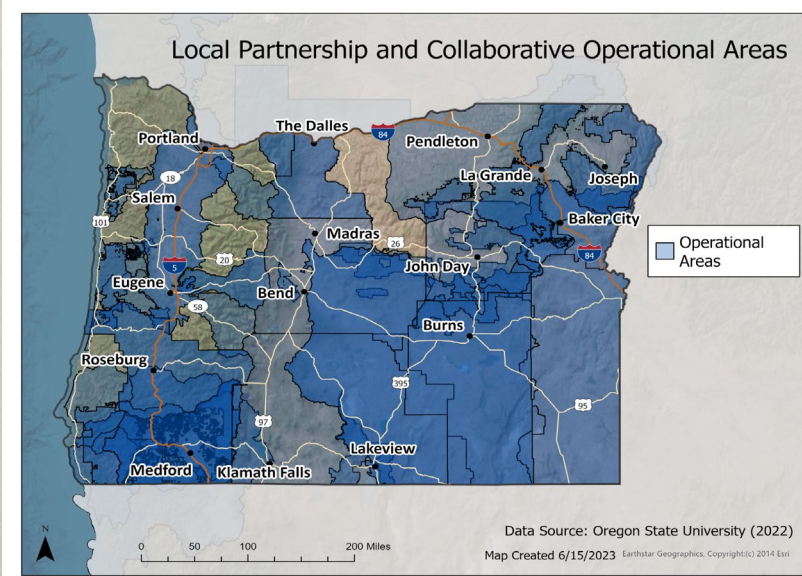 Local Partnership and Collaborative Operational Areas
Portland
The Dalles
84
Pendleton
La Grande
Joseph
18
Salem
101
Madras
Baker City
26
20
5
John Day
84
Operational
Areas
Eugene
58
Bend
Burns
Roseburg
395
95
97
Medford
Klamath Falls
Lakeview
N
0 50 100 200 Miles
Data Source: Oregon State University (2022)
Map Created 6/15/2023 Earthstar Geographics, Copyright:(c) 2014 Esri